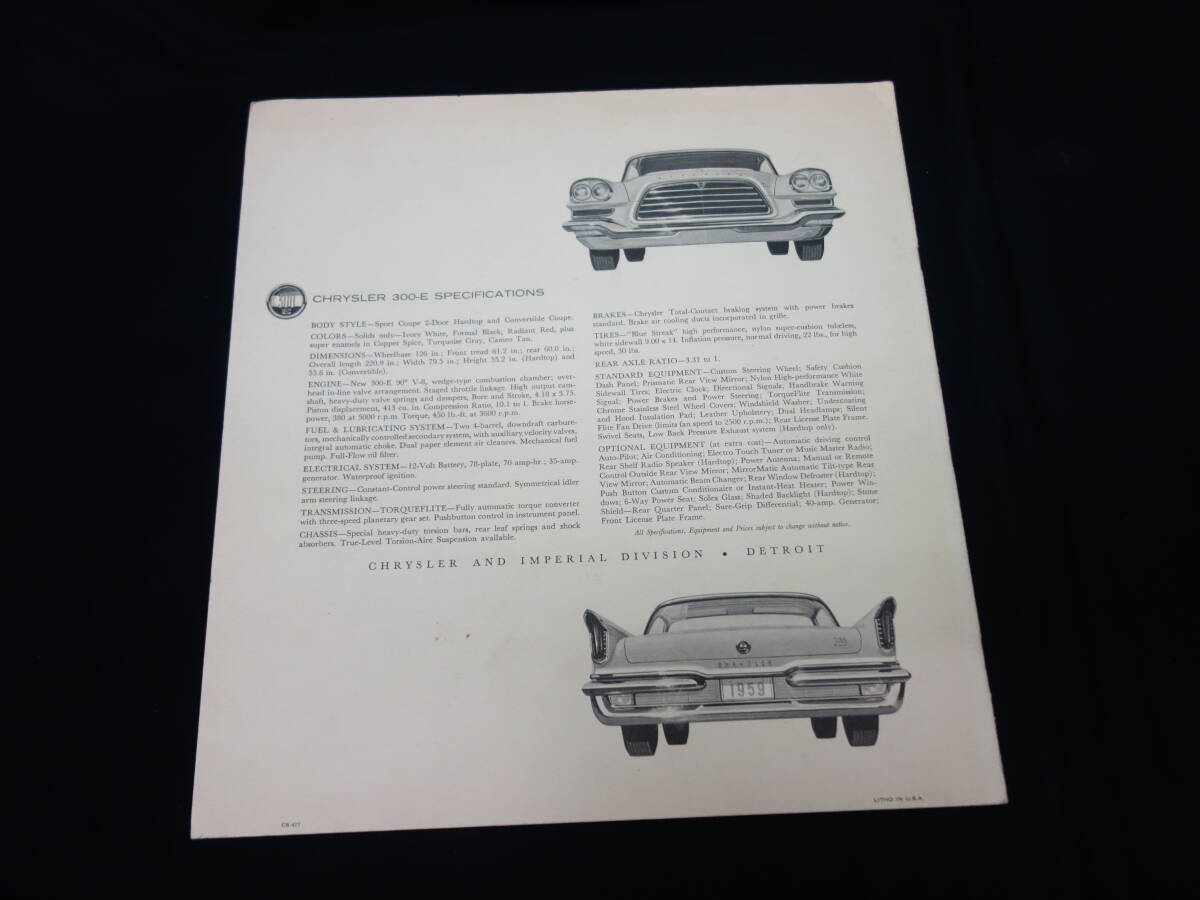 CHRYSLER
300
E
CHRYSLER 300-E SPECIFICATIONS
BODY STYLE—Sport Coupe 2-Door Hardtop and Convertible Coupe.
COLORS—Solids only—Ivory White, Formal Black, Radiant Red, plus
super enamels in Copper Spice, Turquoise Gray, Cameo Tan.
DIMENSIONS—Wheelbase 126 in.; Front tread 61.2 in.; rear 60.0 in.;
Overall length 220.9 in.; Width 79.5 in.; Height 55.2 in. (Hardtop) and
55.6 in. (Convertible).
ENGINE—New 300-E 90° V-8, wedge-type combustion chamber; over-
head in-line valve arrangement. Staged throttle linkage. High output cam-
shaft, heavy-duty valve springs and dampers, Bore and Stroke, 4.18 x 3.75.
Piston displacement, 413 cu. in. Compression Ratio, 10.1 to 1. Brake horse-
power, 380 at 5000 r.p.m. Torque, 450 lb.-ft. at 3600 r.p.m.
FUEL & LUBRICATING SYSTEM—Two 4-barrel, downdraft carbure-
tors, mechanically controlled secondary system, with auxiliary velocity valves,
integral automatic choke. Dual paper element air cleaners. Mechanical fuel
pump. Full-Flow oil filter.
ELECTRICAL SYSTEM—12-Volt Battery, 78-plate, 70 amp-hr.; 35-amp.
generator. Waterproof ignition.
STEERING—Constant-Control power steering standard. Symmetrical idler
arm steering linkage.
TRANSMISSION—TORQUEFLITE—Fully automatic torque converter
with three-speed planetary gear set. Pushbutton control in instrument panel.
CHASSIS—Special heavy-duty torsion bars, rear leaf springs and shock
absorbers. True-Level Torsion-Aire Suspension available.
BRAKES—Chrysler Total-Contact braking system with power brakes
standard. Brake air cooling ducts incorporated in grille.
TIRES—"Blue Streak" high performance, nylon super-cushion tubeless,
white sidewall 9.00 x 14. Inflation pressure, normal driving, 22 lbs., for high
speed, 30 lbs.
REAR AXLE RATIO—3.31 to 1.
STANDARD EQUIPMENT—Custom Steering Wheel; Safety Cushion
Dash Panel; Prismatic Rear View Mirror; Nylon High-performance White
Sidewall Tires; Electric Clock; Directional Signals; Handbrake Warning
Signal; Power Brakes and Power Steering; TorqueFlite Transmission;
Chrome Stainless Steel Wheel Covers; Windshield Washer; Undercoating
and Hood Insulation Pad; Leather Upholstery; Dual Headlamps; Silent
Flite Fan Drive (limits fan speed to 2500 r.p.m.); Rear License Plate Frame.
Swivel Seats, Low Back Pressure Exhaust system (Hardtop only).
OPTIONAL EQUIPMENT (at extra cost)—Automatic driving control
Auto-Pilot; Air Conditioning; Electro Touch Tuner or Music Master Radio;
Rear Shelf Radio Speaker (Hardtop); Power Antenna; Manual or Remote
Control Outside Rear View Mirror; MirrorMatic Automatic Tilt-type Rear
View Mirror; Automatic Beam Changer; Rear Window Defroster (Hardtop);
Push Button Custom Conditionaire or Instant-Heat Heater; Power Win-
dows; 6-Way Power Seat; Solex Glass; Shaded Backlight (Hardtop); Stone
Shield—Rear Quarter Panel; Sure-Grip Differential; 40-amp. Generator;
Front License Plate Frame.
All Specifications, Equipment and Prices subject to change without notice.
CHRYSLER AND IMPERIAL DIVISION • DETROIT
CHRYSLER
1959
CB 427
LITHO IN U.S.A.